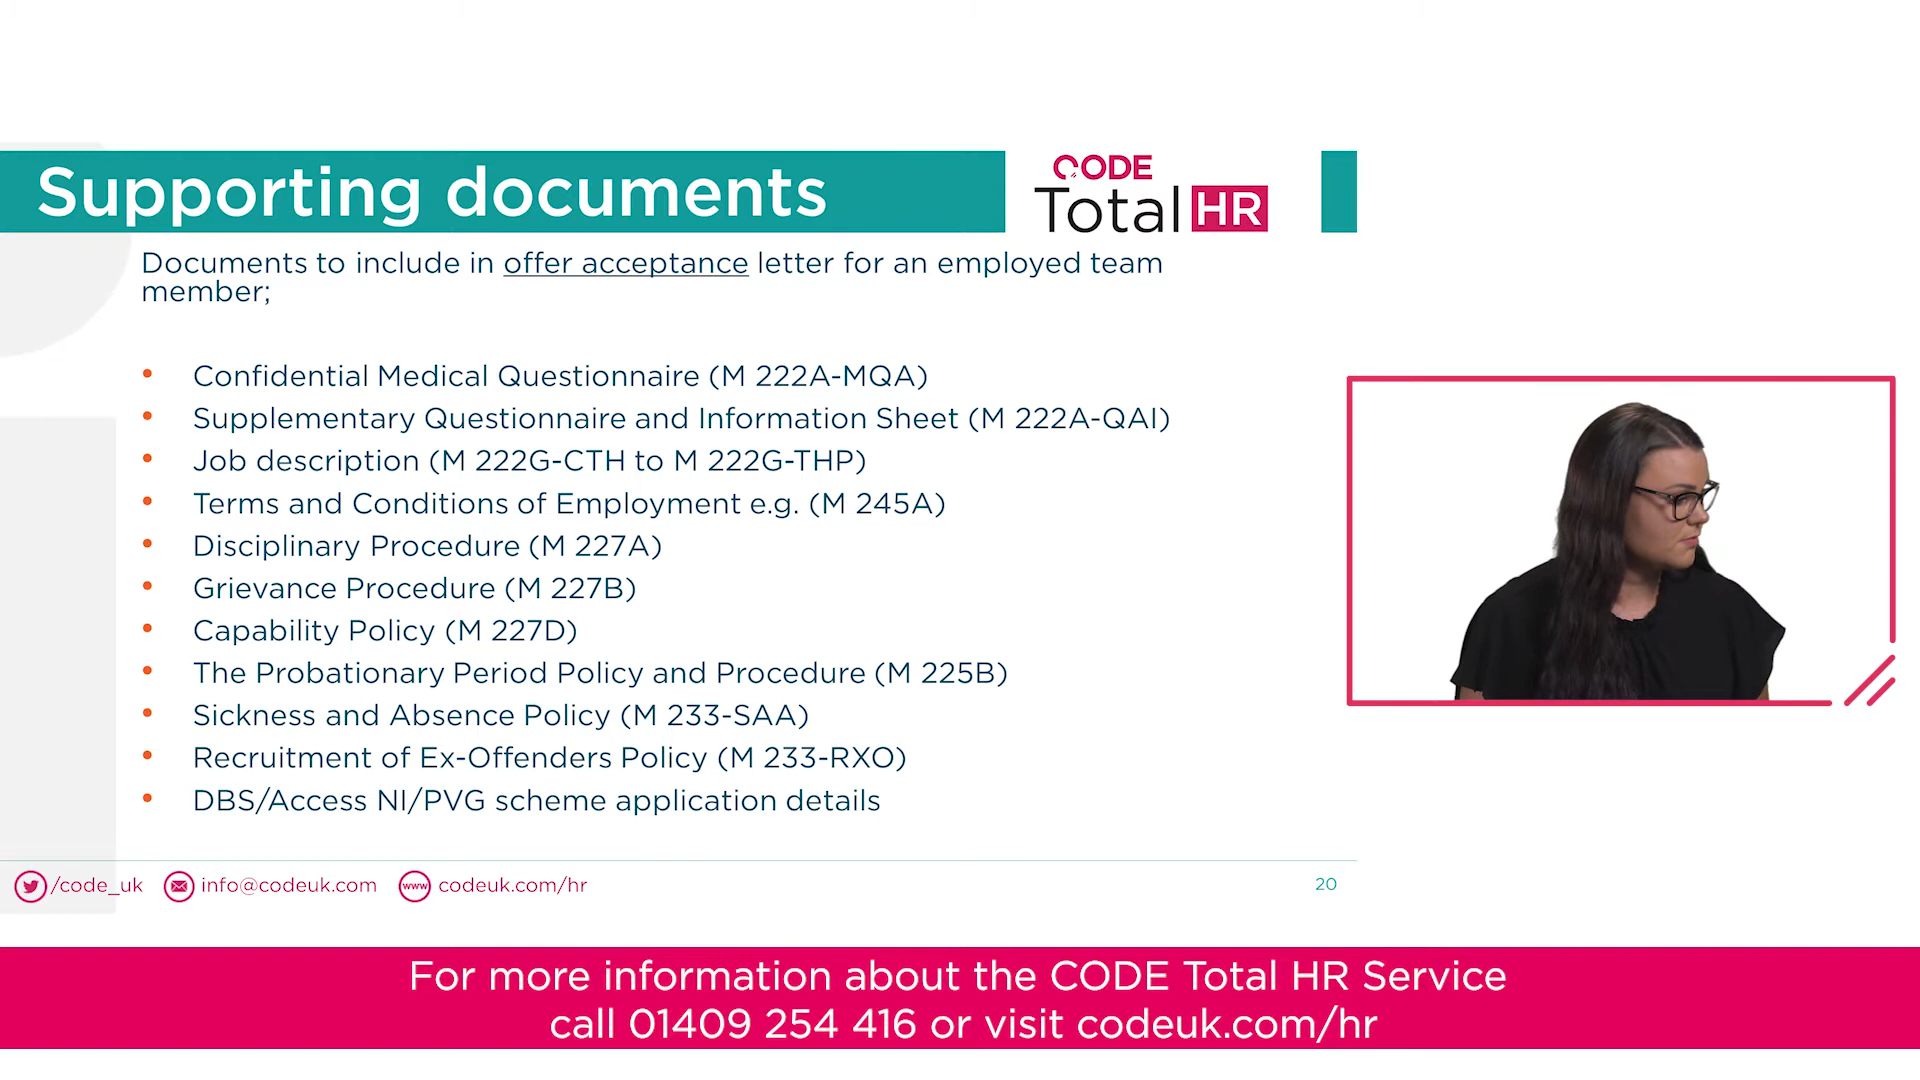 Supporting documents
CODE
Total HR
Documents to include in offer acceptance letter for an employed team
member;
• Confidential Medical Questionnaire (M 222A-MQA)
• Supplementary Questionnaire and Information Sheet (M 222A-QAI)
• Job description (M 222G-CTH to M 222G-THP)
• Terms and Conditions of Employment e.g. (M 245A)
• Disciplinary Procedure (M 227A)
• Grievance Procedure (M 227B)
• Capability Policy (M 227D)
• The Probationary Period Policy and Procedure (M 225B)
• Sickness and Absence Policy (M 233-SAA)
• Recruitment of Ex-Offenders Policy (M 233-RXO)
• DBS/Access NI/PVG scheme application details
/code_uk info@codeuk.com www codeuk.com/hr 20
For more information about the CODE Total HR Service
call 01409 254 416 or visit codeuk.com/hr